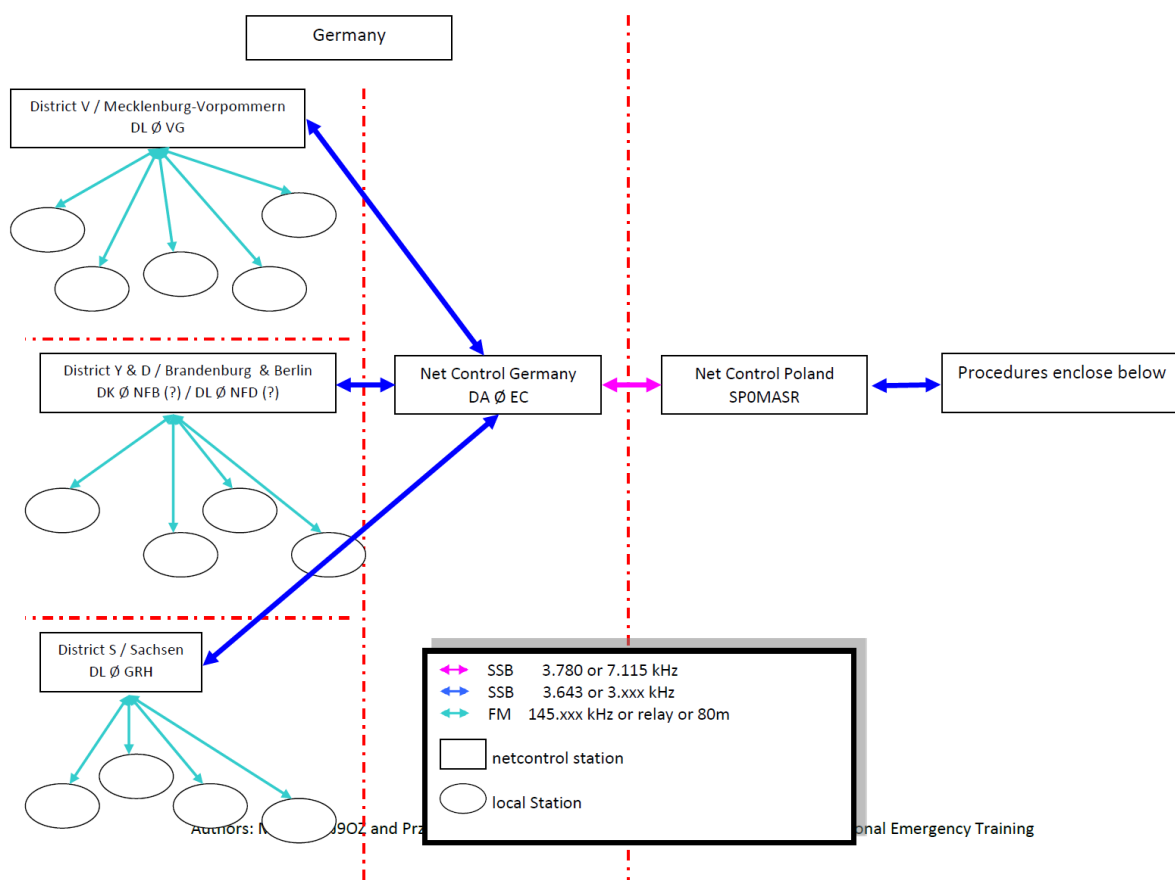 Germany
District V / Mecklenburg-Vorpommern
DL Ø VG
District Y & D / Brandenburg & Berlin
DK Ø NFB (?) / DL Ø NFD (?)
Net Control Germany
DA Ø EC
Net Control Poland
SP0MASR
Procedures enclose below
District S / Sachsen
DL Ø GRH
SSB 3.780 or 7.115 kHz
SSB 3.643 or 3.xxx kHz
FM 145.xxx kHz or relay or 80m
netcontrol station
local Station
Authors: and Emergency Training